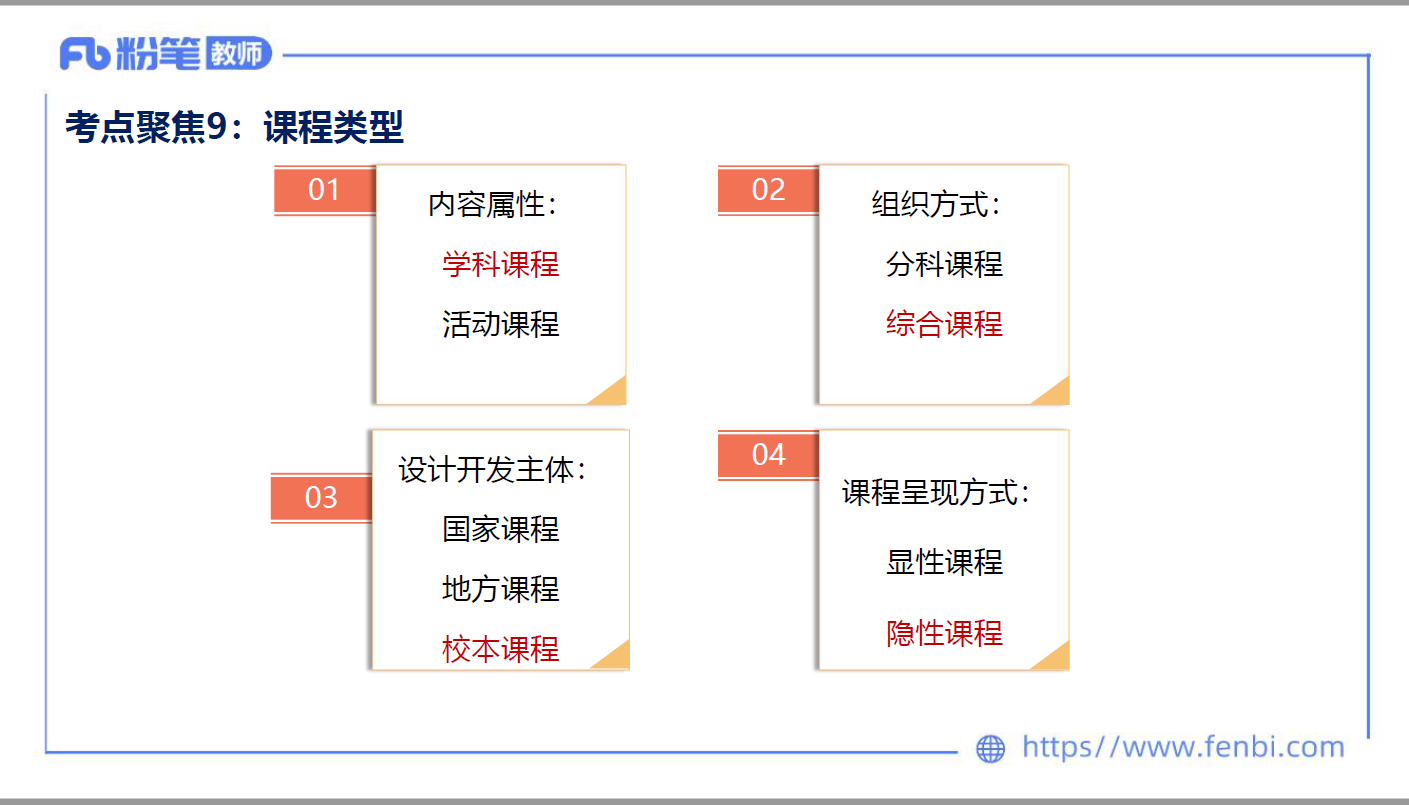 粉笔教师
考点聚焦9：课程类型
01
内容属性：
学科课程
活动课程
02
组织方式：
分科课程
综合课程
03
设计开发主体：
国家课程
地方课程
校本课程
04
课程呈现方式：
显性课程
隐性课程
https//www.fenbi.com